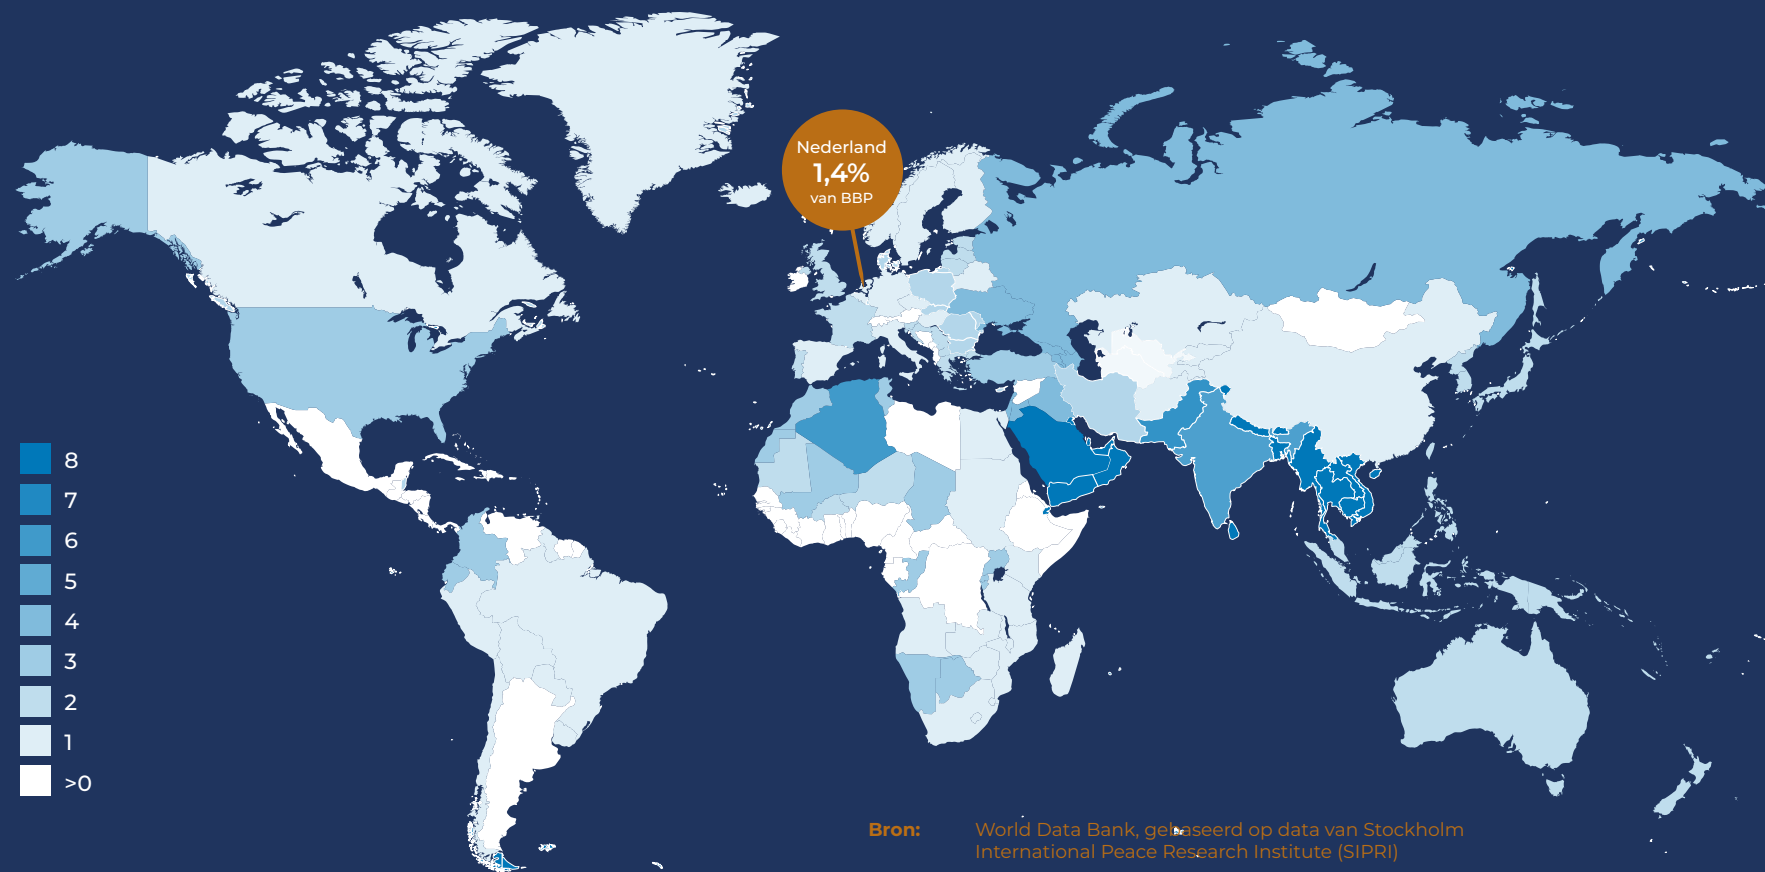 Nederland
1,4%
van BBP
8
7
6
5
4
3
2
1
>0
Bron: World Data Bank, gebaseerd op data van Stockholm
International Peace Research Institute (SIPRI)